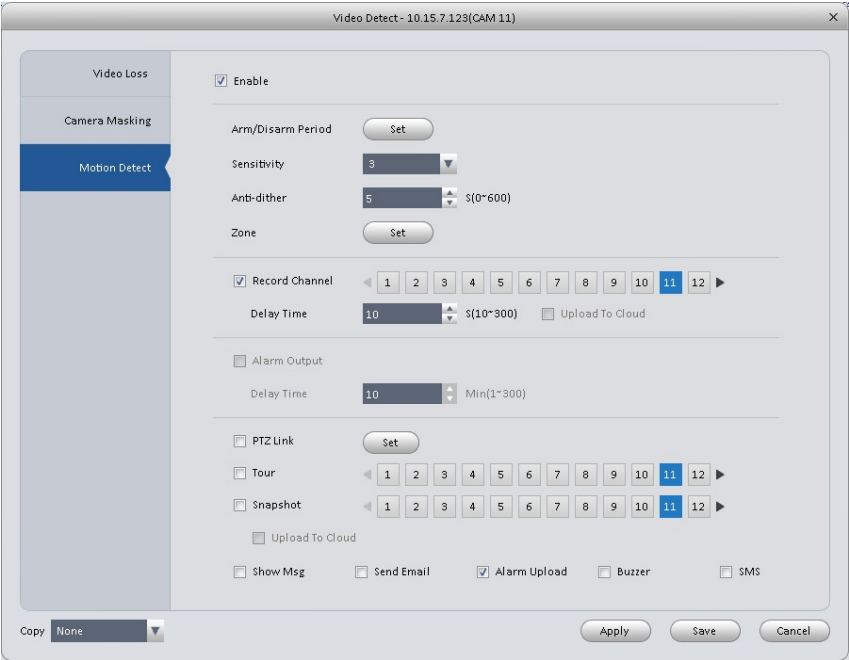 Video Detect - 10.15.7.123(CAM 11)
Video Loss
Camera Masking
Motion Detect
Enable
Arm/Disarm Period Set
Sensitivity 3
Anti-dither 5 S(0~600)
Zone Set
Record Channel 1 2 3 4 5 6 7 8 9 10 11 12
Delay Time 10 S(10~300) Upload To Cloud
Alarm Output
Delay Time 10 Min(1~300)
PTZ Link Set
Tour 1 2 3 4 5 6 7 8 9 10 11 12
Snapshot 1 2 3 4 5 6 7 8 9 10 11 12
Upload To Cloud
Show Msg Send Email Alarm Upload Buzzer SMS
Copy None Apply Save Cancel